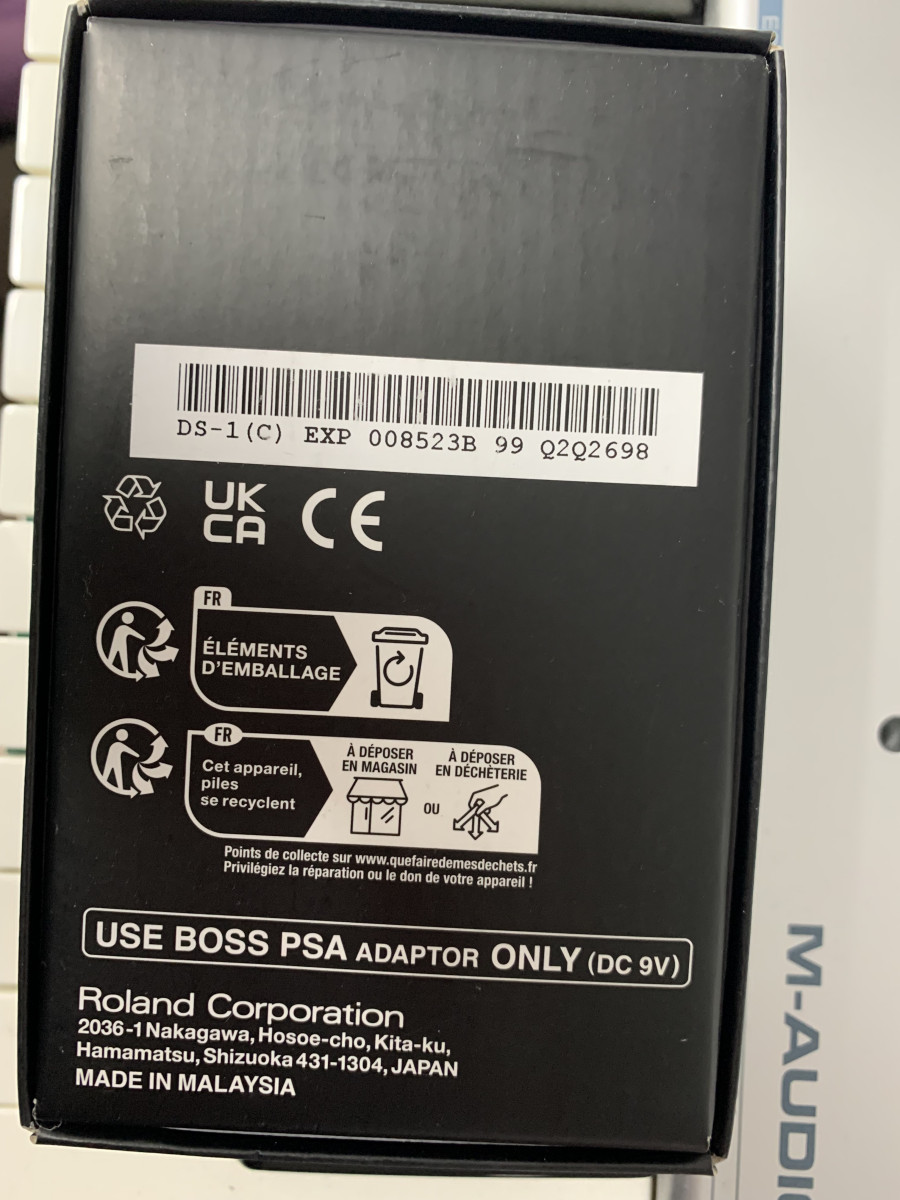 DS-1(C) EXP 008523B 99 Q2Q2698
UK
CA CE
FR
ÉLÉMENTS
D'EMBALLAGE
FR
Cet appareil,
piles
se recyclent
À DÉPOSER
EN MAGASIN
OU
À DÉPOSER
EN DÉCHÈTERIE
Points de collecte sur www.quefairedemesdechets.fr
Privilégiez la réparation ou le don de votre appareil !
USE BOSS PSA ADAPTOR ONLY (DC 9V)
Roland Corporation
2036-1 Nakagawa, Hosoe-cho, Kita-ku,
Hamamatsu, Shizuoka 431-1304, JAPAN
MADE IN MALAYSIA
M-AUDIO